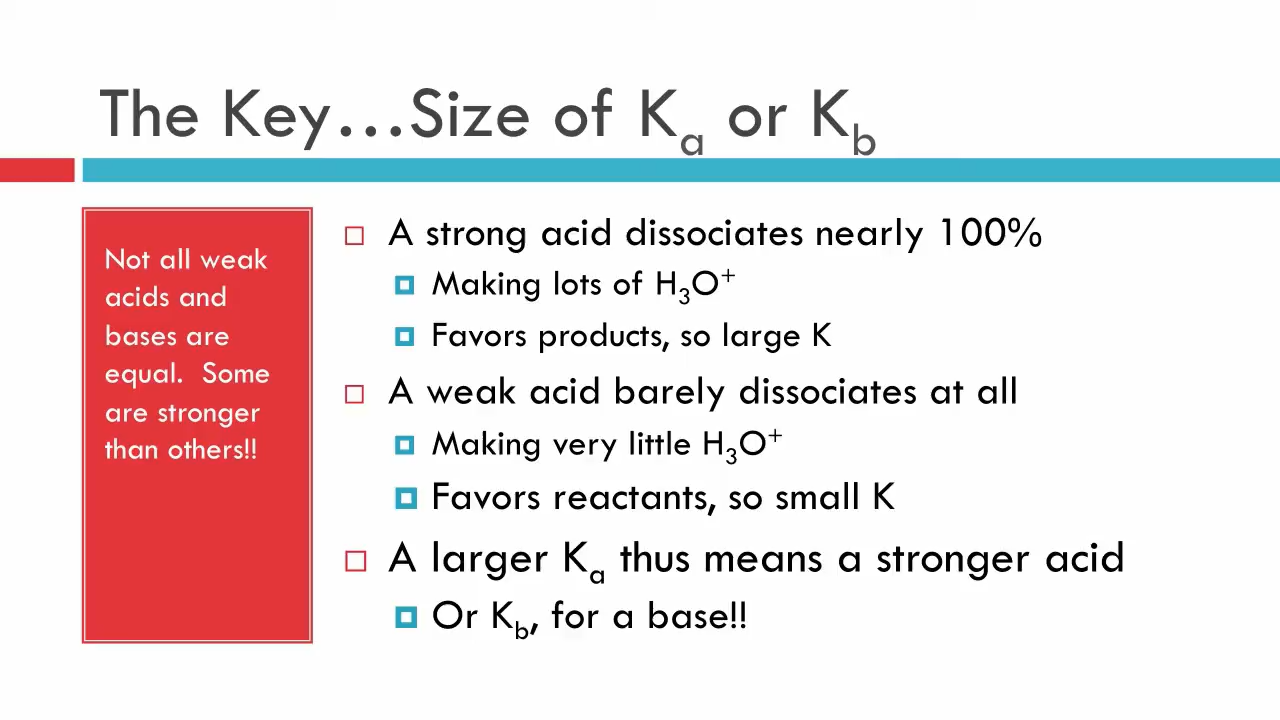 The Key…Size of Kₐ or K_b
Not all weak
acids and
bases are
equal.  Some
are stronger
than others!!
A strong acid dissociates nearly 100%
Making lots of H₃O⁺
Favors products, so large K
A weak acid barely dissociates at all
Making very little H₃O⁺
Favors reactants, so small K
A larger Kₐ thus means a stronger acid
Or K_b, for a base!!